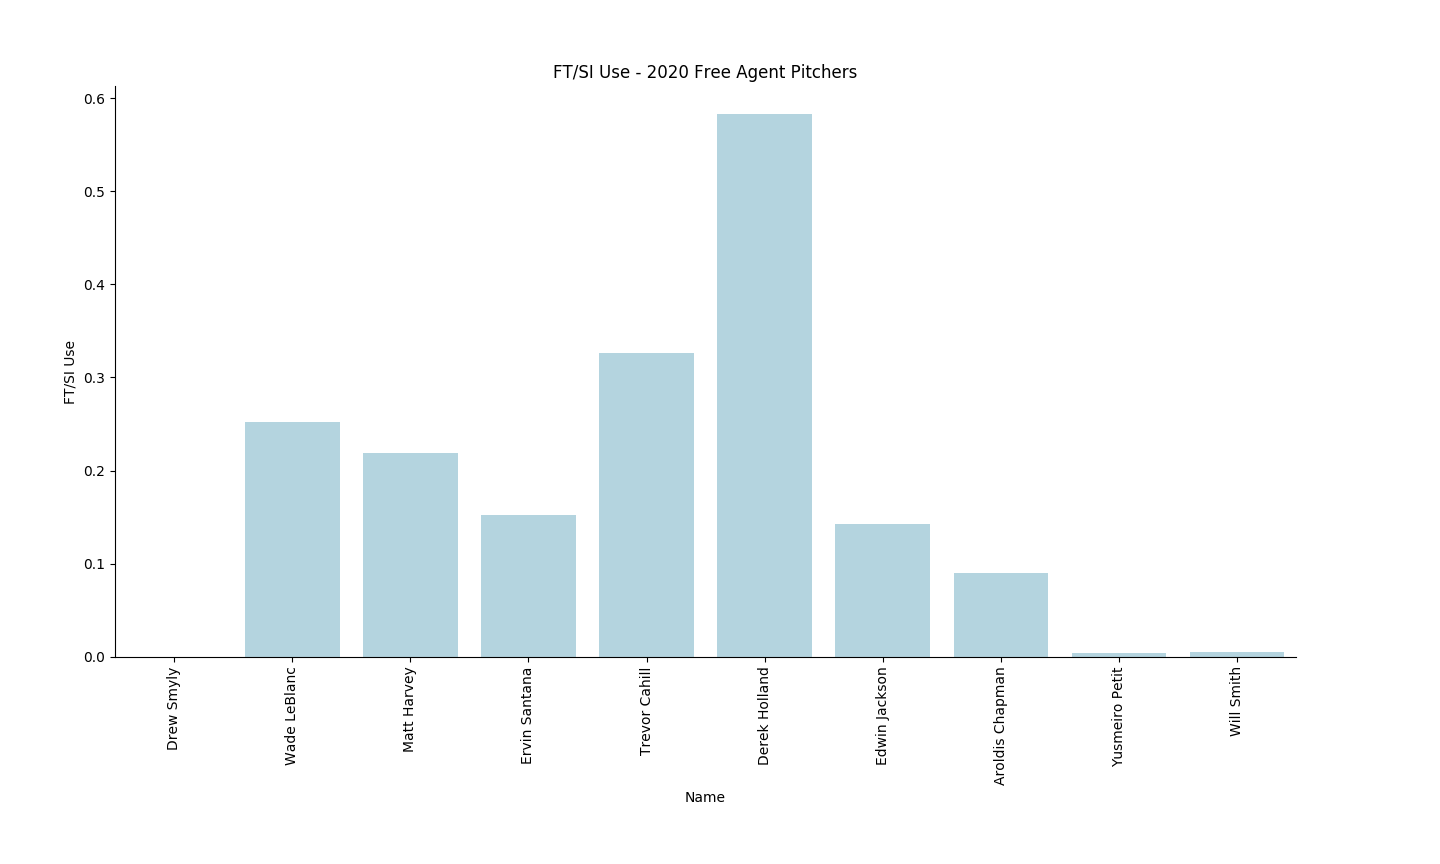 FT/SI Use - 2020 Free Agent Pitchers
0.6
0.5
0.4
0.3
0.2
0.1
0.0
FT/SI Use
Drew Smyly
Wade LeBlanc
Matt Harvey
Ervin Santana
Trevor Cahill
Derek Holland
Edwin Jackson
Aroldis Chapman
Yusmeiro Petit
Will Smith
Name